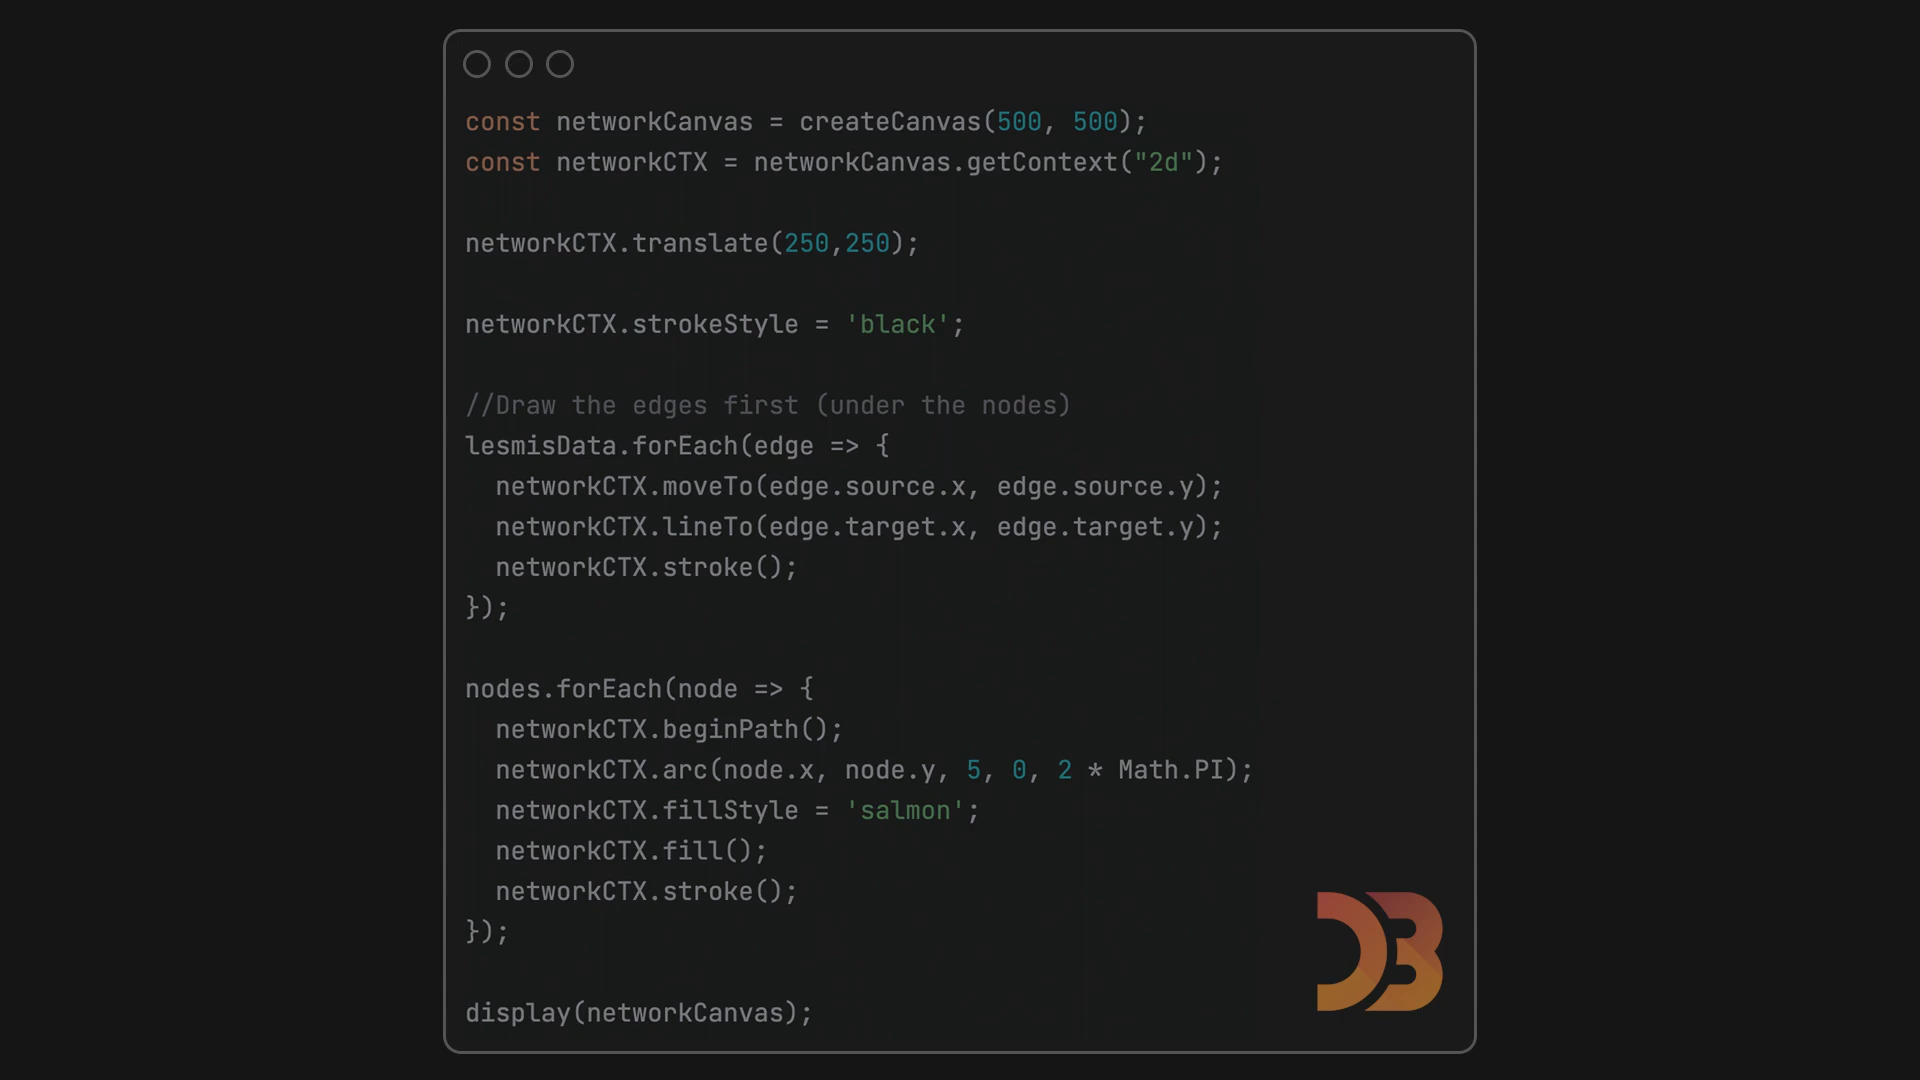 const networkCanvas = createCanvas(500, 500);
const networkCTX = networkCanvas.getContext("2d");
networkCTX.translate(250,250);
networkCTX.strokeStyle = 'black';
//Draw the edges first (under the nodes)
lesmisData.forEach(edge => {
  networkCTX.moveTo(edge.source.x, edge.source.y);
  networkCTX.lineTo(edge.target.x, edge.target.y);
  networkCTX.stroke();
});
nodes.forEach(node => {
  networkCTX.beginPath();
  networkCTX.arc(node.x, node.y, 5, 0, 2 * Math.PI);
  networkCTX.fillStyle = 'salmon';
  networkCTX.fill();
  networkCTX.stroke();
});
display(networkCanvas);
D3